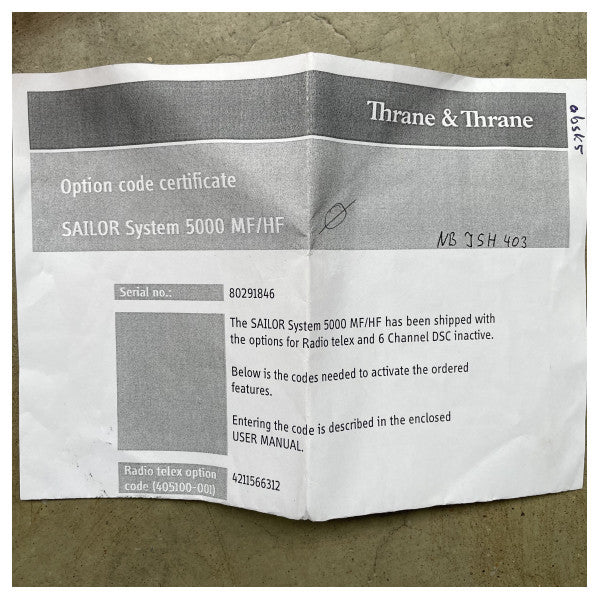 Thrane & Thrane
Option code certificate
SAILOR System 5000 MF/HF
NB JSH 403
Serial no.: 80291846
The SAILOR System 5000 MF/HF has been shipped with
the options for Radio telex and 6 Channel DSC inactive.
Below is the codes needed to activate the ordered
features.
Entering the code is described in the enclosed
USER MANUAL.
Radio telex option
code (405100-001) 4211566312